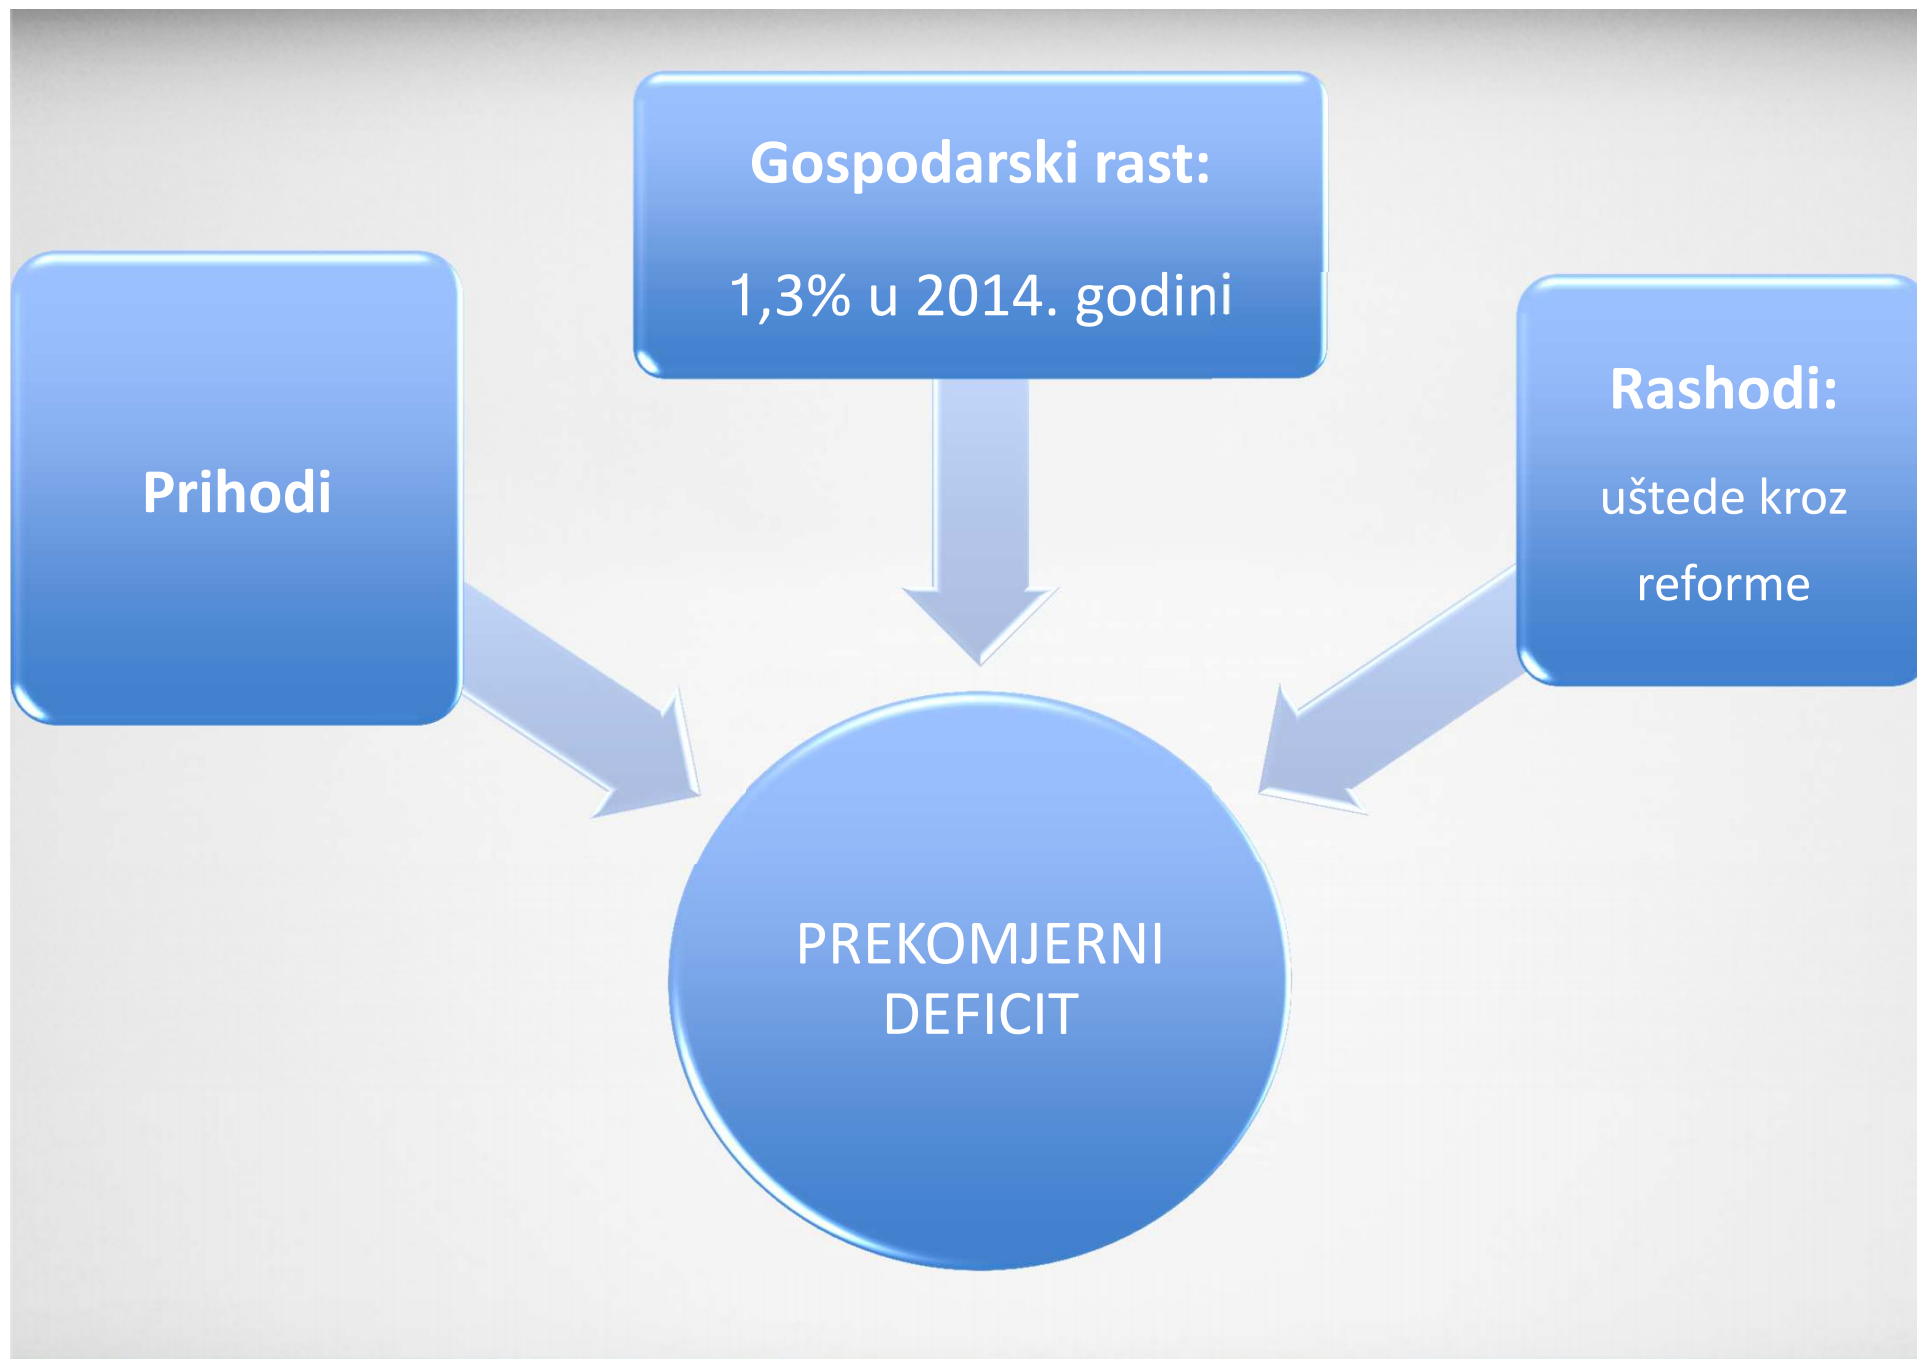 Gospodarski rast:
1,3% u 2014. godini
Prihodi
Rashodi:
uštede kroz
reforme
PREKOMJERNI
DEFICIT